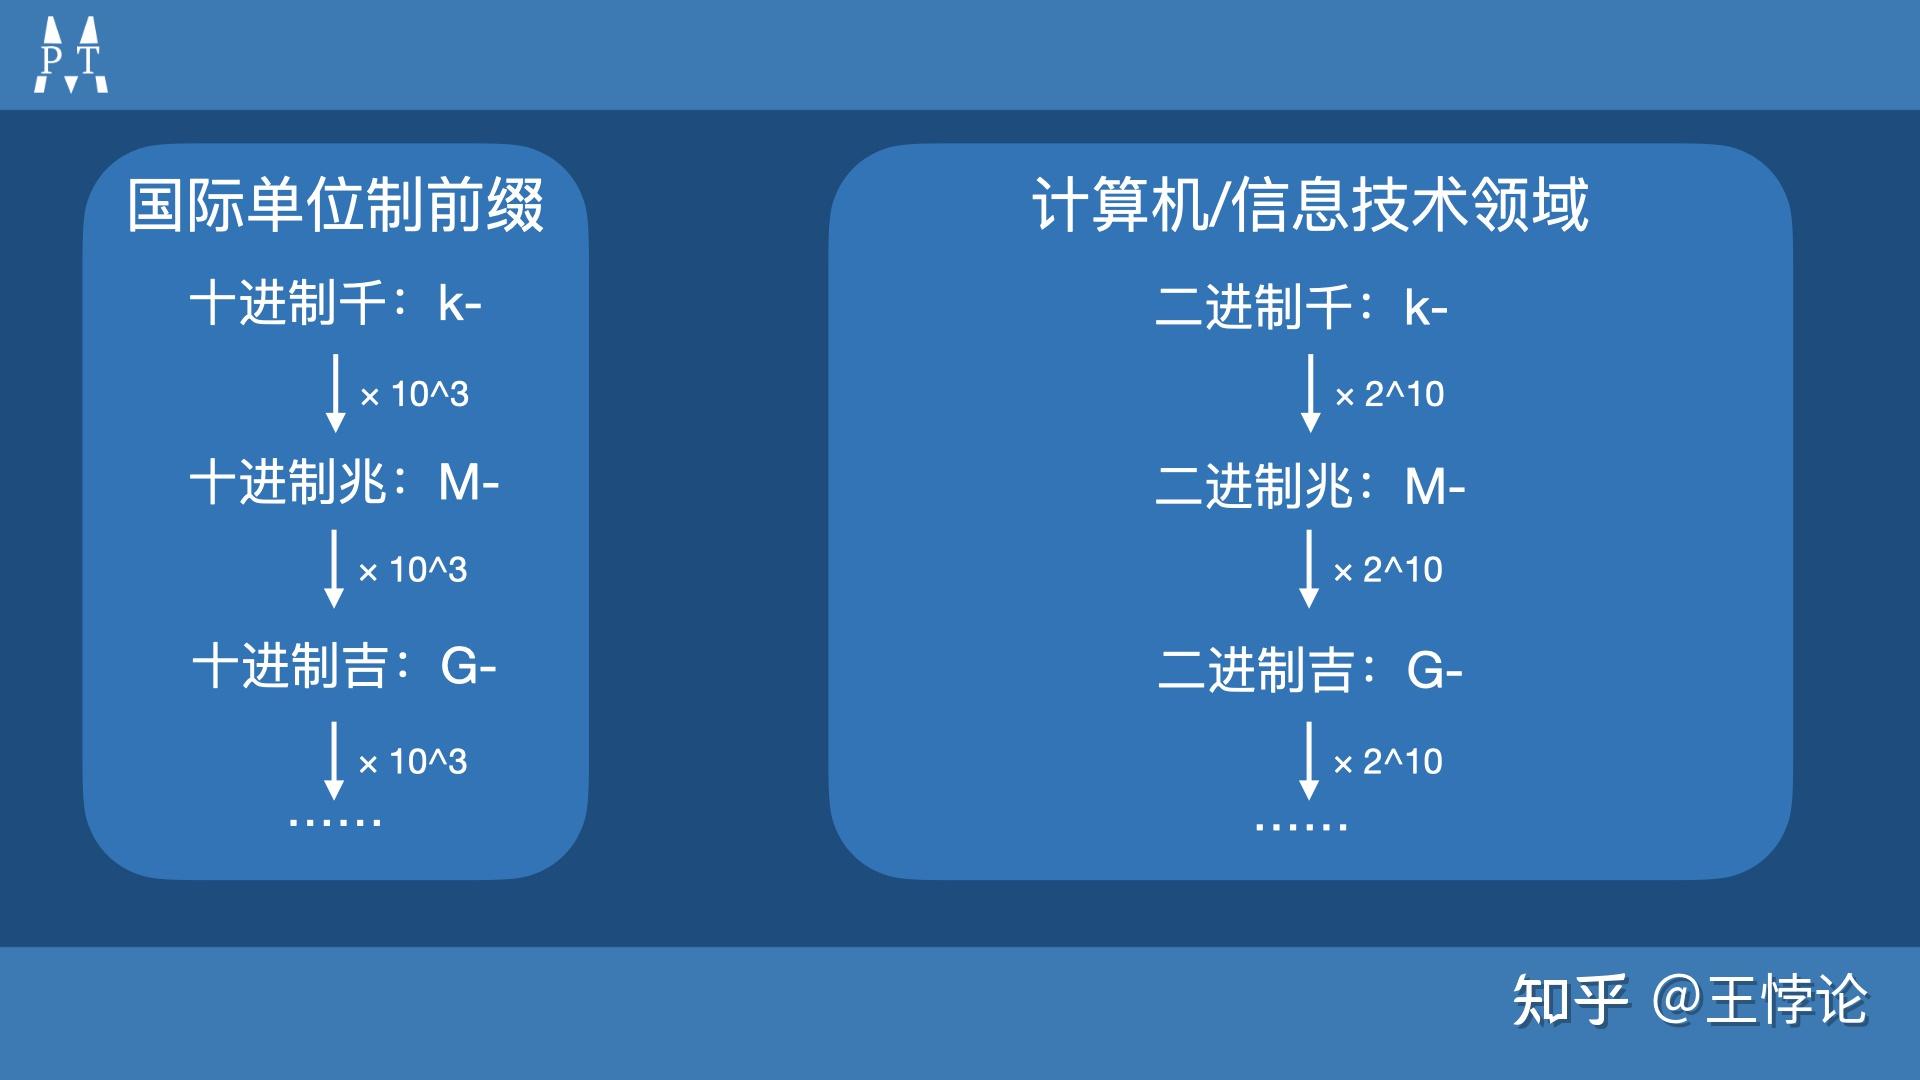 P T
国际单位制前缀
十进制千：k-
× 10^3
十进制兆：M-
× 10^3
十进制吉：G-
× 10^3
......
计算机/信息技术领域
二进制千：k-
× 2^10
二进制兆：M-
× 2^10
二进制吉：G-
× 2^10
......
知乎 @王悖论